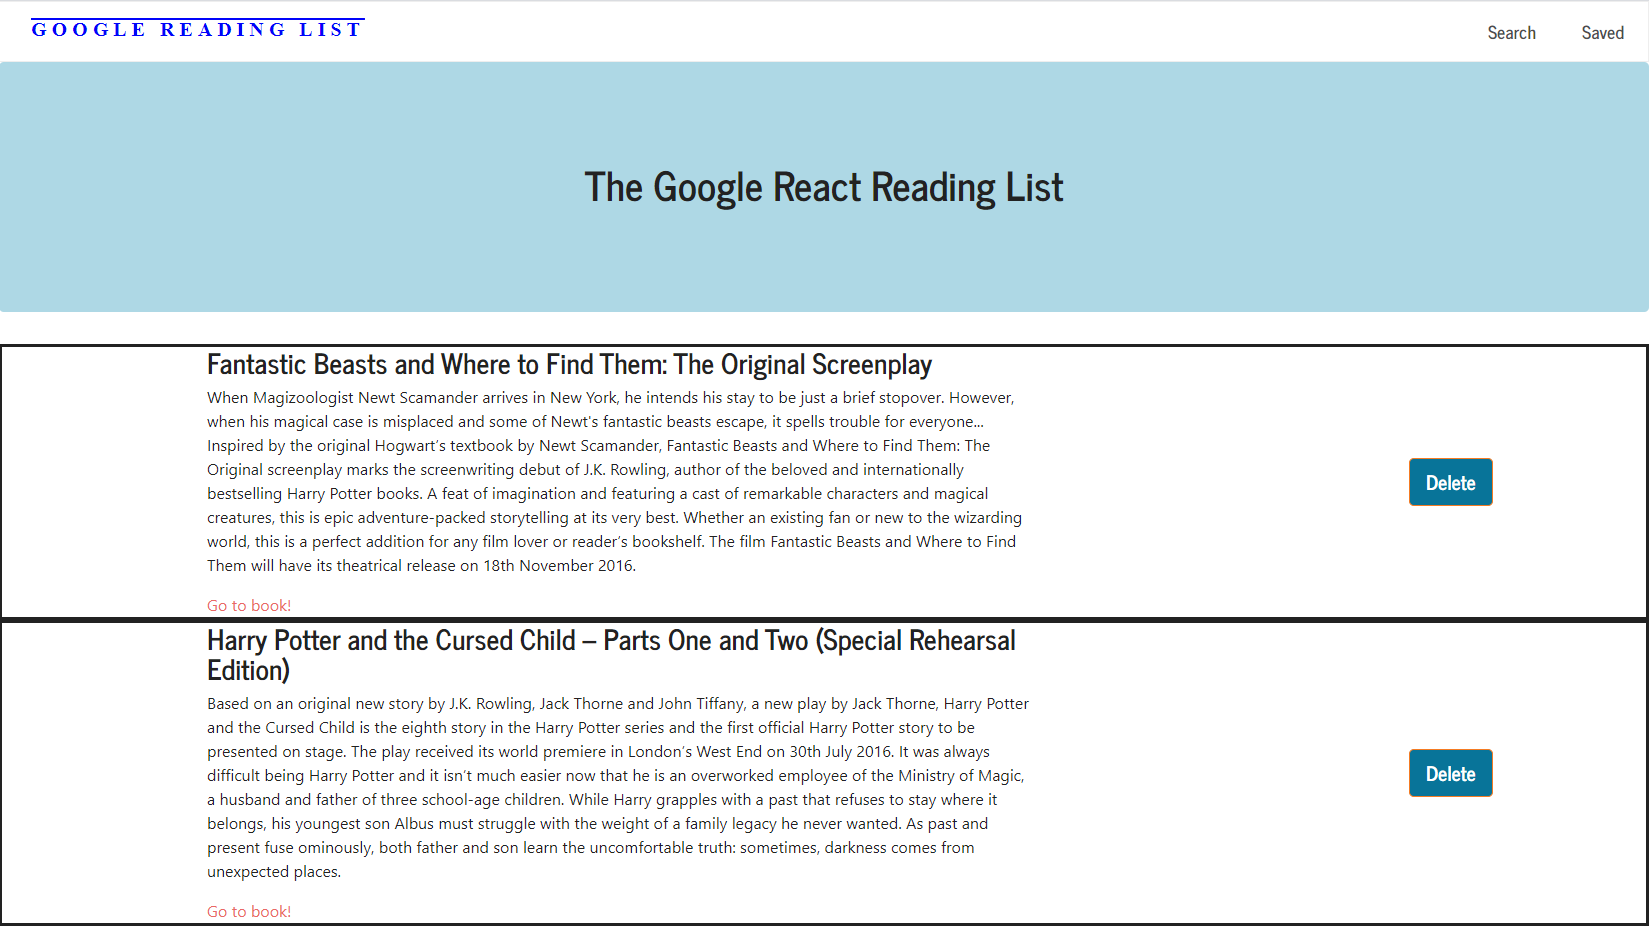 GOOGLE READING LIST
Search
Saved
The Google React Reading List
Fantastic Beasts and Where to Find Them: The Original Screenplay
When Magizoologist Newt Scamander arrives in New York, he intends his stay to be just a brief stopover. However,
when his magical case is misplaced and some of Newt's fantastic beasts escape, it spells trouble for everyone…
Inspired by the original Hogwart’s textbook by Newt Scamander, Fantastic Beasts and Where to Find Them: The
Original screenplay marks the screenwriting debut of J.K. Rowling, author of the beloved and internationally
bestselling Harry Potter books. A feat of imagination and featuring a cast of remarkable characters and magical
creatures, this is epic adventure-packed storytelling at its very best. Whether an existing fan or new to the wizarding
world, this is a perfect addition for any film lover or reader’s bookshelf. The film Fantastic Beasts and Where to Find
Them will have its theatrical release on 18th November 2016.
Go to book!
Delete
Harry Potter and the Cursed Child – Parts One and Two (Special Rehearsal
Edition)
Based on an original new story by J.K. Rowling, Jack Thorne and John Tiffany, a new play by Jack Thorne, Harry Potter
and the Cursed Child is the eighth story in the Harry Potter series and the first official Harry Potter story to be
presented on stage. The play received its world premiere in London’s West End on 30th July 2016. It was always
difficult being Harry Potter and it isn’t much easier now that he is an overworked employee of the Ministry of Magic,
a husband and father of three school-age children. While Harry grapples with a past that refuses to stay where it
belongs, his youngest son Albus must struggle with the weight of a family legacy he never wanted. As past and
present fuse ominously, both father and son learn the uncomfortable truth: sometimes, darkness comes from
unexpected places.
Go to book!
Delete